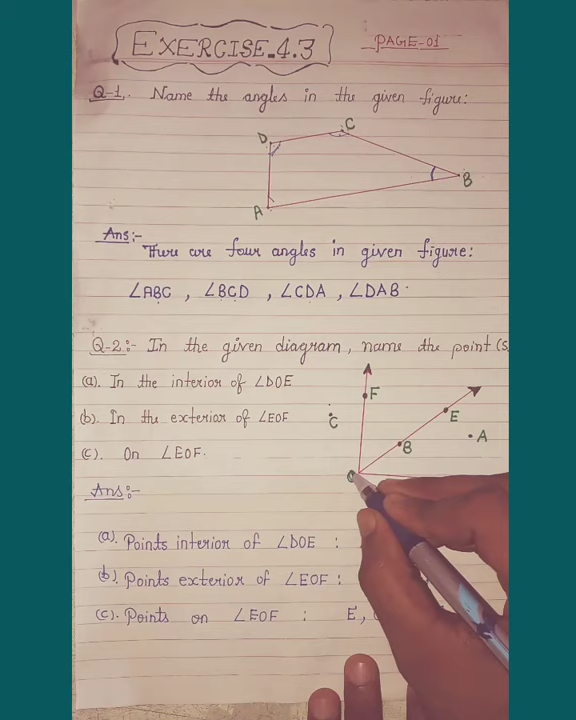 EXERCISE-4.3
PAGE-01
Q-1. Name the angles in the given figure:
D
C
B
A
Ans:-
There are four angles in given figure:
∠ABC , ∠BCD , ∠CDA , ∠DAB.
Q-2:- In the given diagram, name the point(s
(a). In the interior of ∠DOE
(b). In the exterior of ∠EOF
(c). On ∠EOF.
F
E
C
A
B
Ans:-
(a). Points interior of ∠DOE :
(b). Points exterior of ∠EOF :
(c). Points on ∠EOF : E,